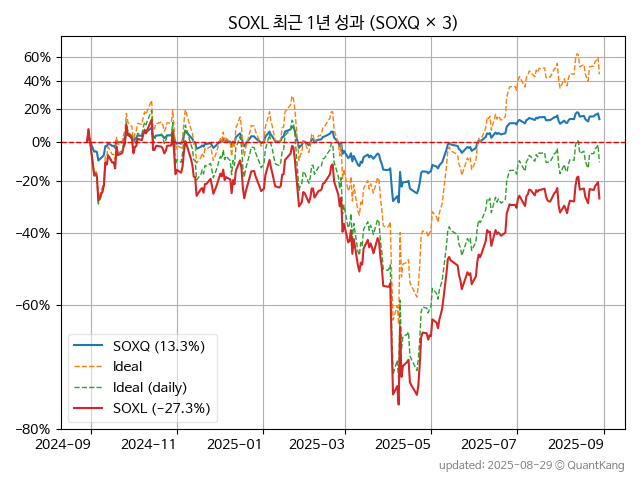 SOXL 최근 1년 성과 (SOXQ × 3)
60%
40%
20%
0%
−20%
−40%
−60%
−80%
SOXQ (13.3%)
Ideal
Ideal (daily)
SOXL (−27.3%)
2024-09
2024-11
2025-01
2025-03
2025-05
2025-07
2025-09
updated: 2025-08-29 © QuantKang